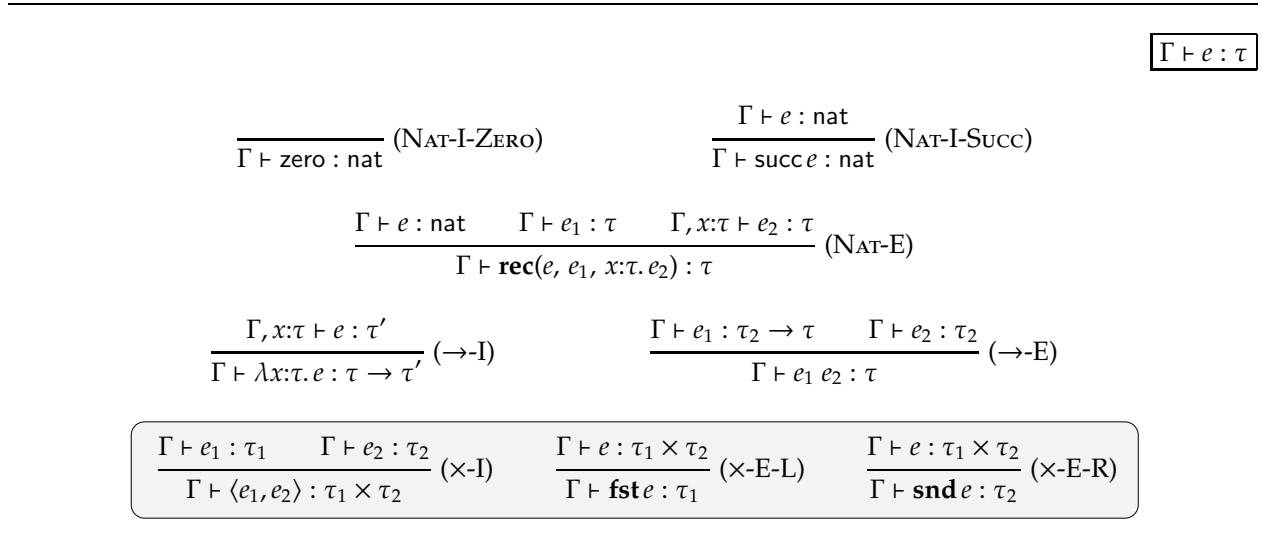 Γ ⊢ e : τ
Γ ⊢ zero : nat (Nat-I-Zero)
Γ ⊢ e : nat
Γ ⊢ succ e : nat (Nat-I-Succ)
Γ ⊢ e : nat Γ ⊢ e₁ : τ Γ, x:τ ⊢ e₂ : τ
Γ ⊢ rec(e, e₁, x:τ. e₂) : τ (Nat-E)
Γ, x:τ ⊢ e : τ′
Γ ⊢ λx:τ. e : τ → τ′ (→-I)
Γ ⊢ e₁ : τ₂ → τ Γ ⊢ e₂ : τ₂
Γ ⊢ e₁ e₂ : τ (→-E)
Γ ⊢ e₁ : τ₁ Γ ⊢ e₂ : τ₂
Γ ⊢ ⟨e₁, e₂⟩ : τ₁ × τ₂ (×-I)
Γ ⊢ e : τ₁ × τ₂
Γ ⊢ fst e : τ₁ (×-E-L)
Γ ⊢ e : τ₁ × τ₂
Γ ⊢ snd e : τ₂ (×-E-R)